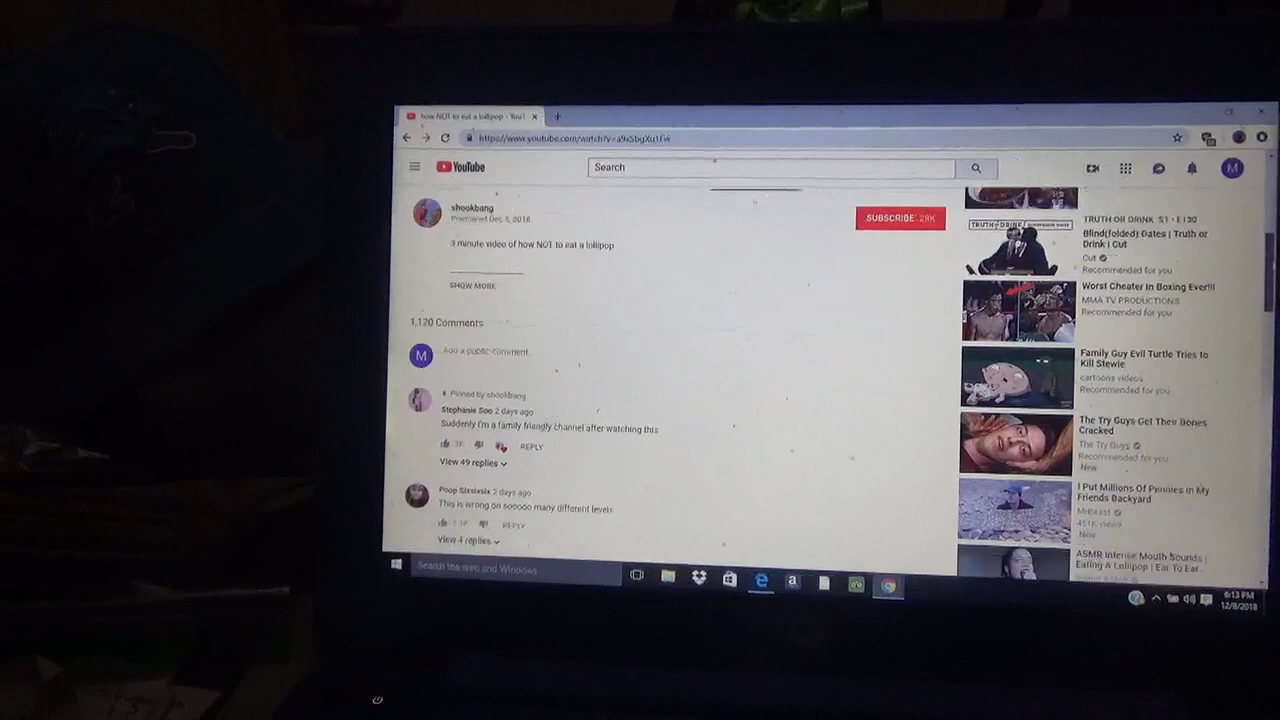 how NOT to eat a lollipop - YouT
YouTube
Search
shookbang
SUBSCRIBE 28K
3 minute video of how NOT to eat a lollipop
SHOW MORE
1,120 Comments
M
Add a public comment
Pinned by shookbang
Stephanie Soo 2 days ago
Suddenly I'm a family friendly channel after watching this
REPLY
View 49 replies
Poop Sixsixsix 2 days ago
This is wrong on sooooo many different levels
REPLY
View 4 replies
M
TRUTH OR DRINK S1 • E130
Blind(folded) Dates | Truth or
Drink | Cut
Cut
Recommended for you
Worst Cheater In Boxing Ever!!!
MMA TV PRODUCTIONS
Recommended for you
Family Guy Evil Turtle Tries to
Kill Stewie
cartoons videos
Recommended for you
The Try Guys Get Their Bones
Cracked
The Try Guys
Recommended for you
New
I Put Millions Of Pennies In My
Friends Backyard
MrBeast
451K views
New
ASMR Intense Mouth Sounds |
Eating A Lollipop | Ear To Ear...
Search the web and Windows
6:13 PM
12/8/2018